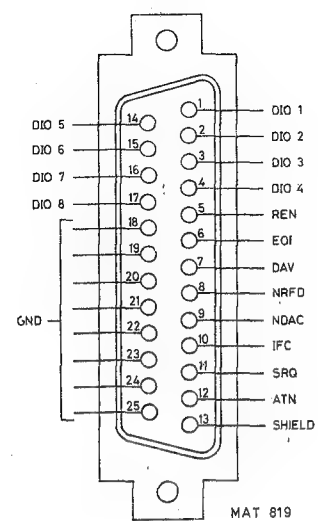 1 DIO 1
DIO 5 14
2 DIO 2
DIO 6 15
3 DIO 3
DIO 7 16
4 DIO 4
DIO 8 17
5 REN
18
6 EOI
19
7 DAV
20
8 NRFD
21
GND
9 NDAC
22
10 IFC
23
11 SRQ
24
12 ATN
25
13 SHIELD
MAT 819